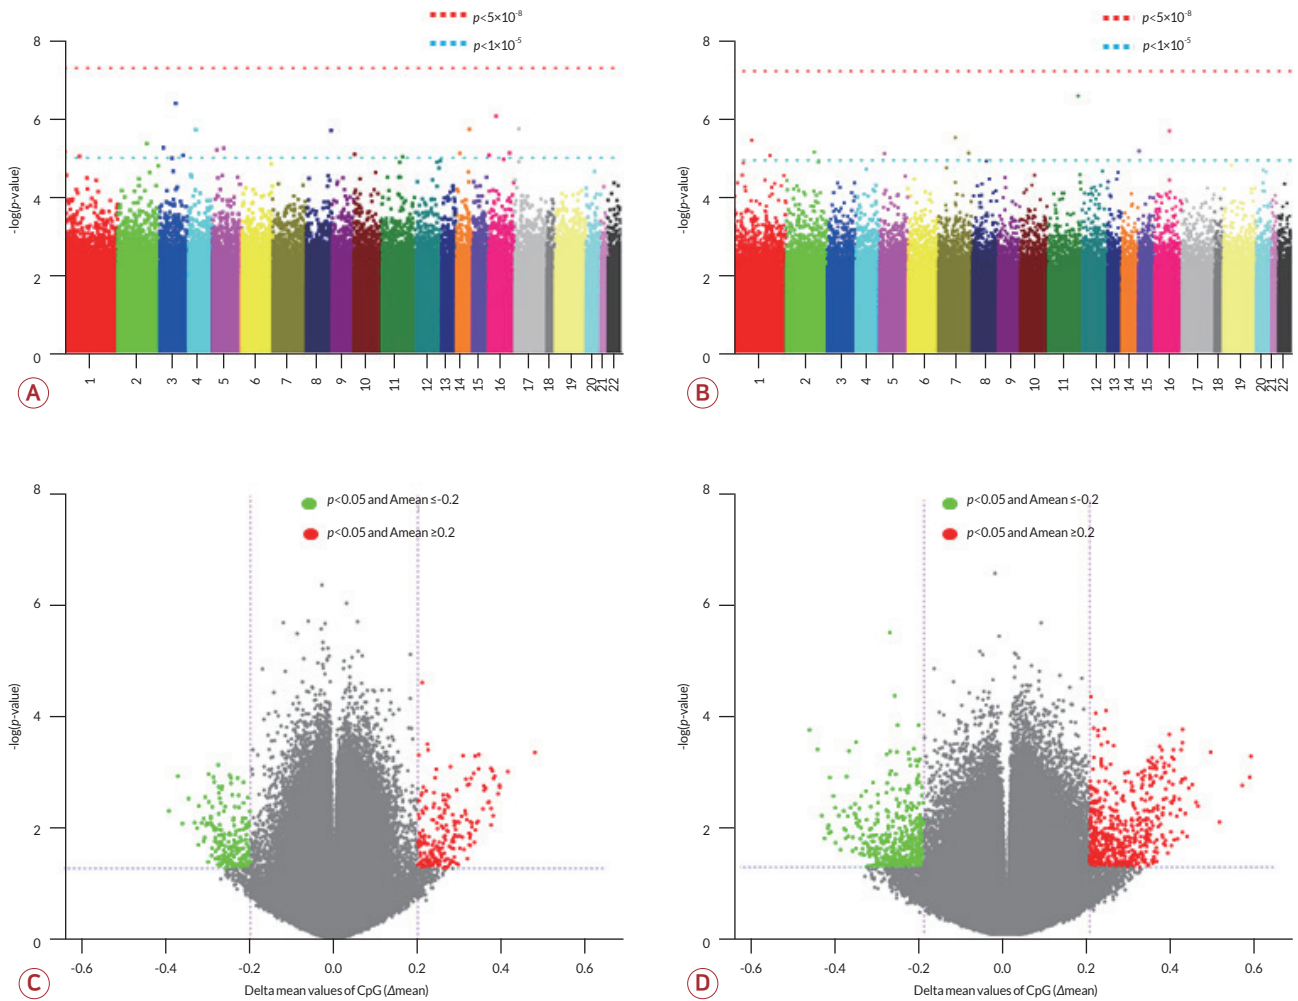 p<5×10-8
p<1×10-5
8
6
4
2
0
-log(p-value)
1 2 3 4 5 6 7 8 9 10 11 12 13 14 15 16 17 18 19 20 21 22
A
p<5×10-8
p<1×10-5
8
6
4
2
0
-log(p-value)
1 2 3 4 5 6 7 8 9 10 11 12 13 14 15 16 17 18 19 20 21 22
B
p<0.05 and Amean ≤-0.2
p<0.05 and Amean ≥0.2
8
6
4
2
0
-log(p-value)
-0.6 -0.4 -0.2 0.0 0.2 0.4 0.6
Delta mean values of CpG (Δmean)
C
p<0.05 and Amean ≤-0.2
p<0.05 and Amean ≥0.2
8
6
4
2
0
-log(p-value)
-0.6 -0.4 -0.2 0.0 0.2 0.4 0.6
Delta mean values of CpG (Δmean)
D